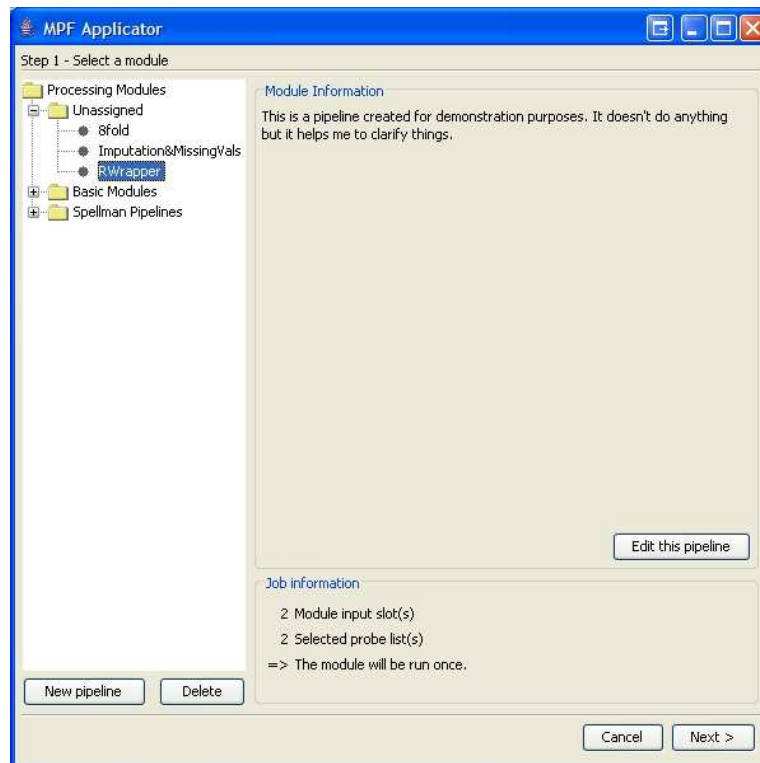 MPF Applicator
Step 1 - Select a module
Processing Modules
Unassigned
8fold
Imputation&MissingVals
RWrapper
Basic Modules
Spellman Pipelines
New pipeline
Delete
Module Information
This is a pipeline created for demonstration purposes. It doesn't do anything
but it helps me to clarify things.
Edit this pipeline
Job information
2 Module input slot(s)
2 Selected probe list(s)
=> The module will be run once.
Cancel
Next >